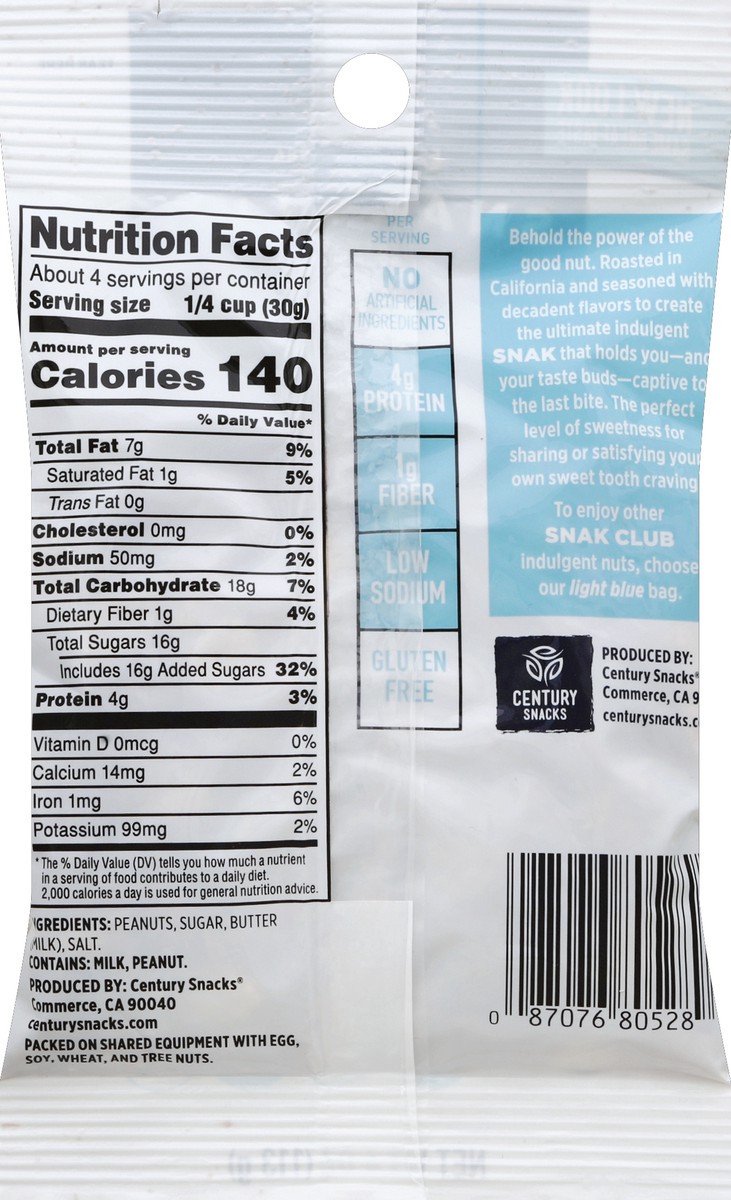 Nutrition Facts
About 4 servings per container
Serving size 1/4 cup (30g)
Amount per serving
Calories 140
% Daily Value*
Total Fat 7g 9%
Saturated Fat 1g 5%
Trans Fat 0g
Cholesterol 0mg 0%
Sodium 50mg 2%
Total Carbohydrate 18g 7%
Dietary Fiber 1g 4%
Total Sugars 16g
Includes 16g Added Sugars 32%
Protein 4g 3%
Vitamin D 0mcg 0%
Calcium 14mg 2%
Iron 1mg 6%
Potassium 99mg 2%
* The % Daily Value (DV) tells you how much a nutrient
in a serving of food contributes to a daily diet.
2,000 calories a day is used for general nutrition advice.
NGREDIENTS: PEANUTS, SUGAR, BUTTER
(MILK), SALT.
CONTAINS: MILK, PEANUT.
PRODUCED BY: Century Snacks®
Commerce, CA 90040
centurysnacks.com
PACKED ON SHARED EQUIPMENT WITH EGG,
SOY, WHEAT, AND TREE NUTS.
PER
SERVING
NO
ARTIFICIAL
INGREDIENTS
4g
PROTEIN
1g
FIBER
LOW
SODIUM
GLUTEN
FREE
Behold the power of the
good nut. Roasted in
California and seasoned with
decadent flavors to create
the ultimate indulgent
SNAK that holds you—and
your taste buds—captive to
the last bite. The perfect
level of sweetness for
sharing or satisfying your
own sweet tooth craving
To enjoy other
SNAK CLUB
indulgent nuts, choose
our light blue bag.
CENTURY
SNACKS
PRODUCED BY:
Century Snacks®
Commerce, CA 9
centurysnacks.c
0 87076 80528